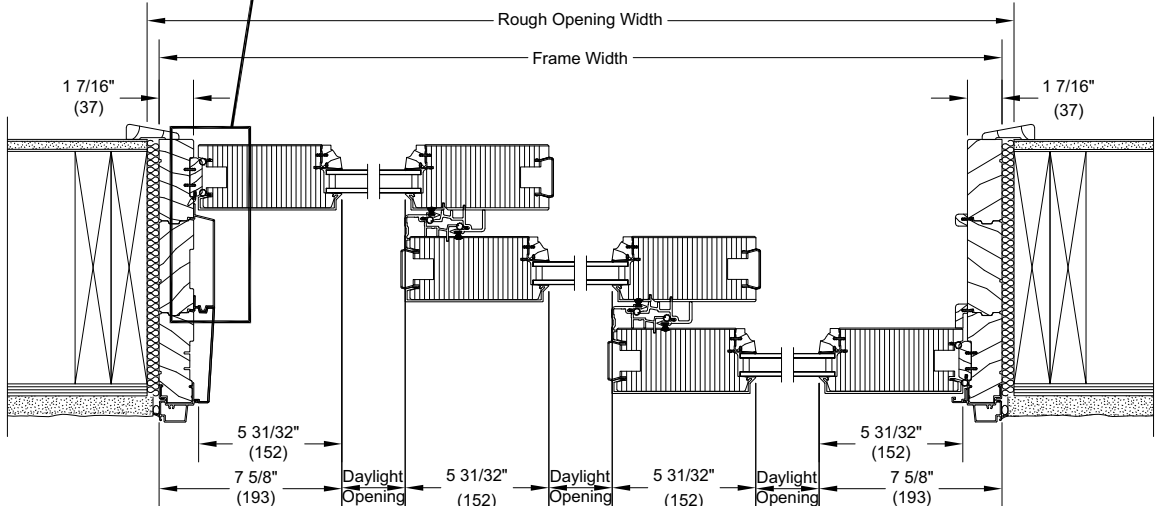 Rough Opening Width
Frame Width
1 7/16"
(37)
1 7/16"
(37)
5 31/32"
(152)
5 31/32"
(152)
7 5/8"
(193)
Daylight
Opening
5 31/32"
(152)
Daylight
Opening
5 31/32"
(152)
Daylight
Opening
7 5/8"
(193)